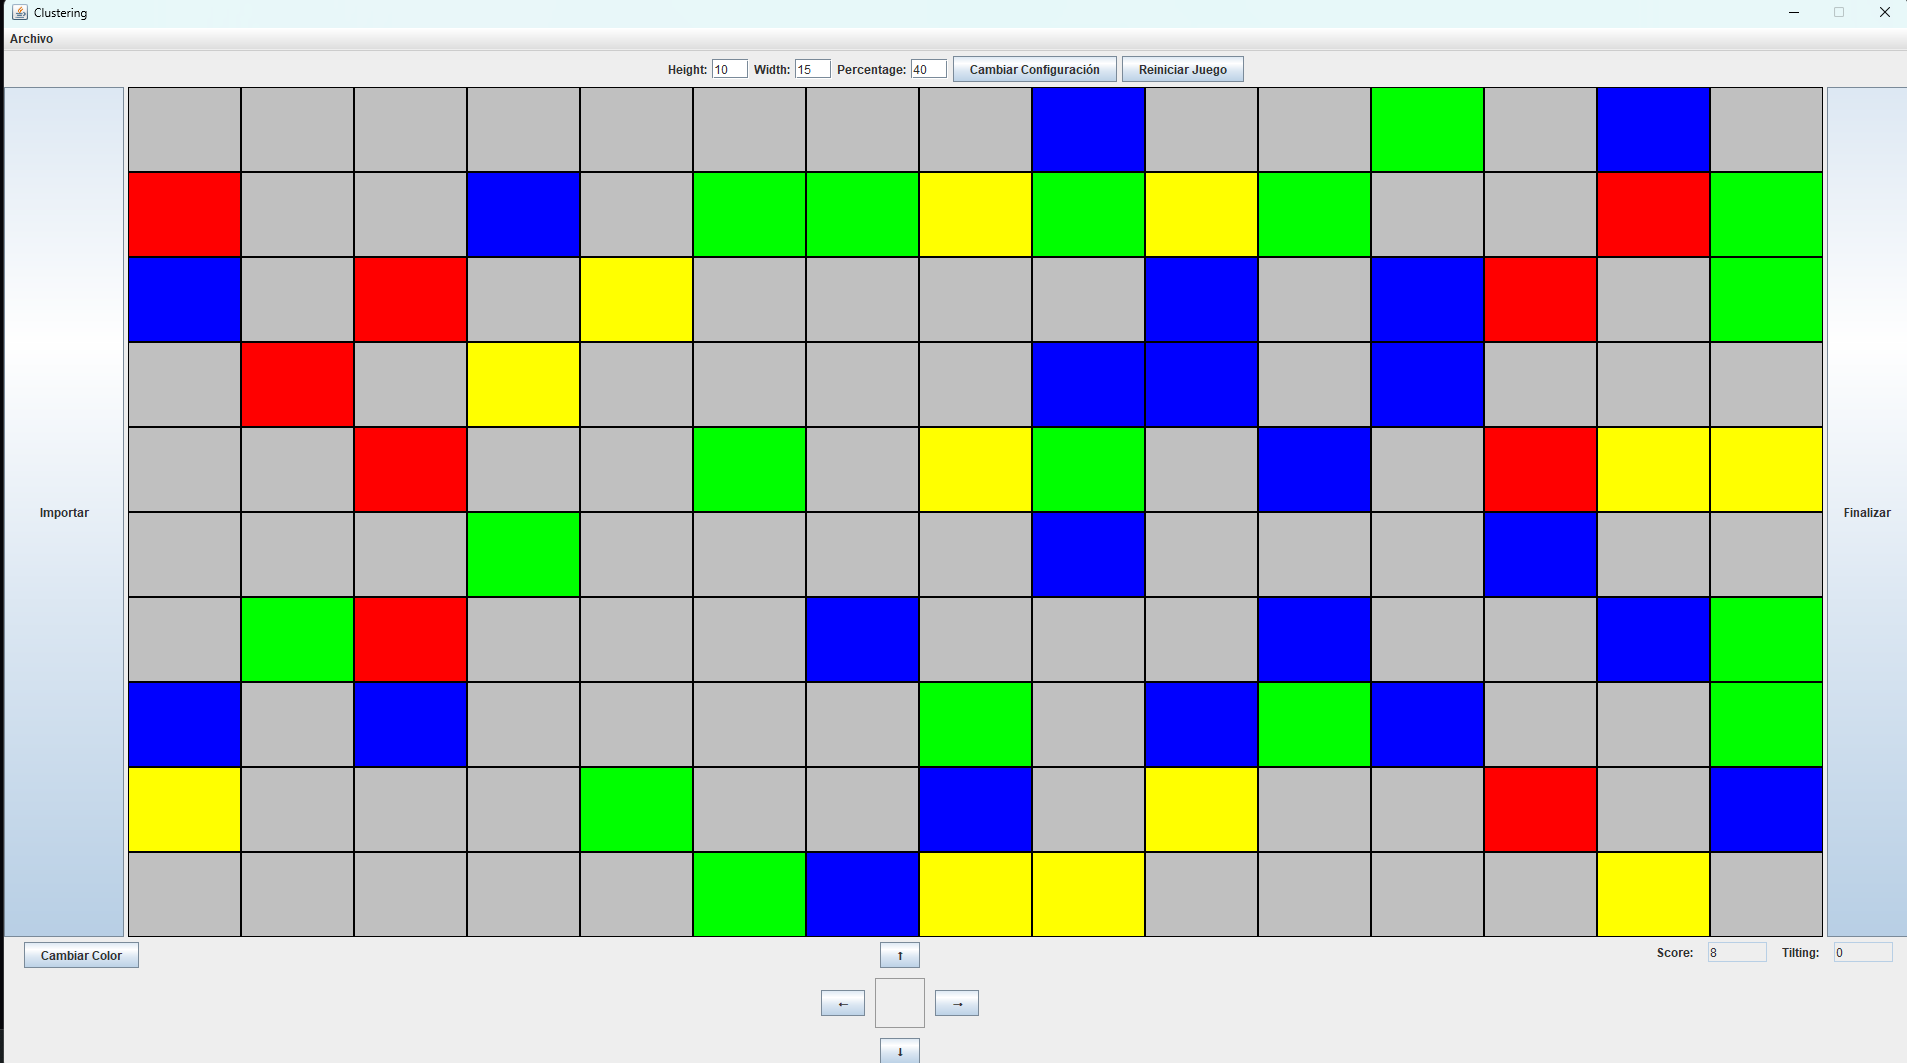 Clustering
Archivo
Height: 10 Width: 15 Percentage: 40 Cambiar Configuración Reiniciar Juego
Importar
Finalizar
Cambiar Color
↑
Score: 8 Tilting: 0
← →
↓